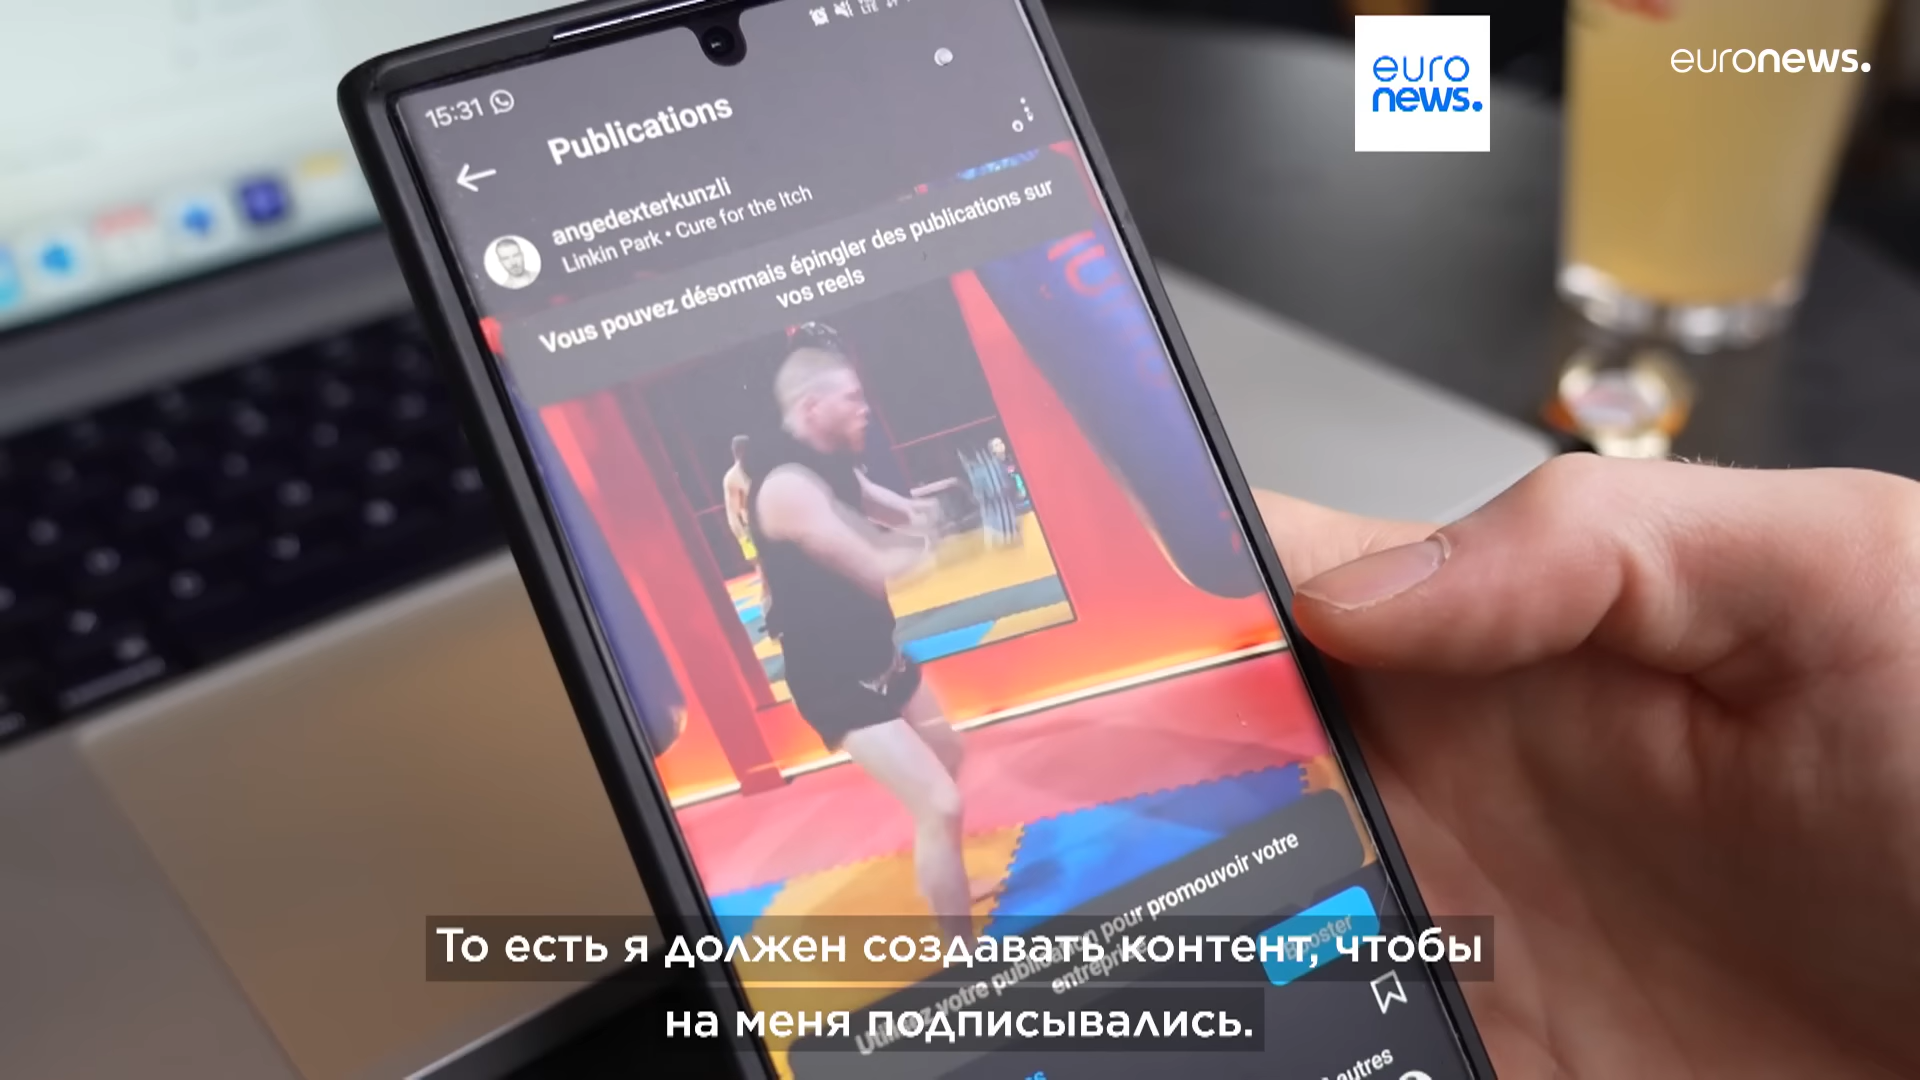 euro
news.
euronews.
15:31
Publications
angedexterkunzli
Linkin Park • Cure for the Itch
Vous pouvez désormais épingler des publications sur
vos reels
Utilisez votre publication pour promouvoir votre
entreprise
Booster
autres
То есть я должен создавать контент, чтобы
на меня подписывались.